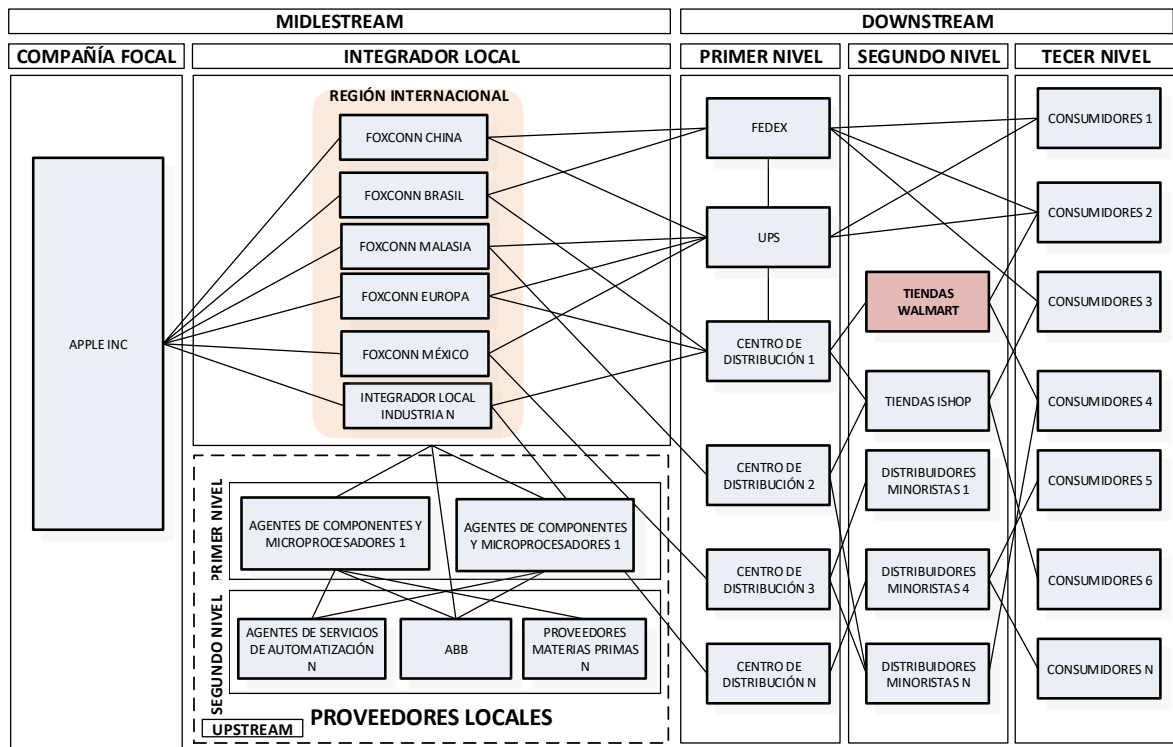 MIDLESTREAM
DOWNSTREAM
COMPAÑÍA FOCAL
INTEGRADOR LOCAL
PRIMER NIVEL
SEGUNDO NIVEL
TECER NIVEL
APPLE INC
REGIÓN INTERNACIONAL
FOXCONN CHINA
FOXCONN BRASIL
FOXCONN MALASIA
FOXCONN EUROPA
FOXCONN MÉXICO
INTEGRADOR LOCAL
INDUSTRIA N
PRIMER NIVEL
AGENTES DE COMPONENTES Y
MICROPROCESADORES 1
AGENTES DE COMPONENTES
Y MICROPROCESADORES 1
SEGUNDO NIVEL
AGENTES DE SERVICIOS
DE AUTOMATIZACIÓN
N
ABB
PROVEEDORES
MATERIAS PRIMAS
N
PROVEEDORES LOCALES
UPSTREAM
FEDEX
UPS
CENTRO DE
DISTRIBUCIÓN 1
CENTRO DE
DISTRIBUCIÓN 2
CENTRO DE
DISTRIBUCIÓN 3
CENTRO DE
DISTRIBUCIÓN N
TIENDAS
WALMART
TIENDAS ISHOP
DISTRIBUIDORES
MINORISTAS 1
DISTRIBUIDORES
MINORISTAS 4
DISTRIBUIDORES
MINORISTAS N
CONSUMIDORES 1
CONSUMIDORES 2
CONSUMIDORES 3
CONSUMIDORES 4
CONSUMIDORES 5
CONSUMIDORES 6
CONSUMIDORES N